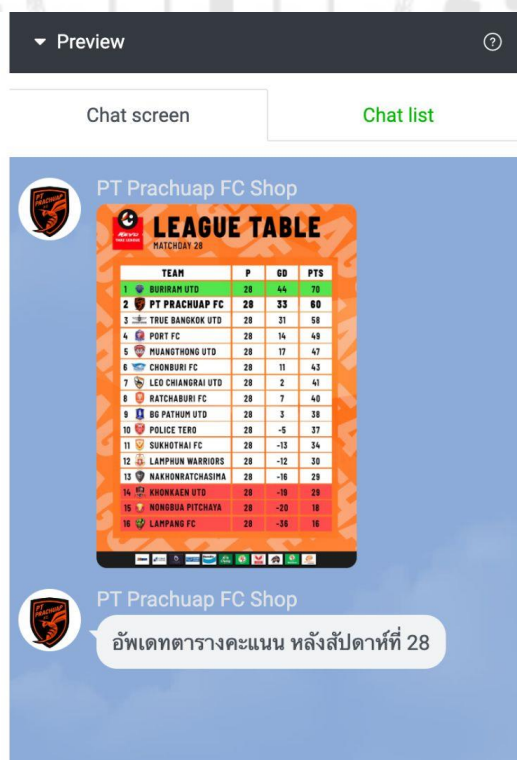 Preview
Chat screen Chat list
PT Prachuap FC Shop
LEAGUE TABLE
MATCHDAY 28
TEAM P GD PTS
1 BURIRAM UTD 28 44 70
2 PT PRACHUAP FC 28 33 60
3 TRUE BANGKOK UTD 28 31 58
4 PORT FC 28 14 49
5 MUANGTHONG UTD 28 17 47
6 CHONBURI FC 28 11 43
7 LEO CHIANGRAI UTD 28 2 41
8 RATCHABURI FC 28 7 40
9 BG PATHUM UTD 28 3 38
10 POLICE TERO 28 -5 37
11 SUKHOTHAI FC 28 -13 34
12 LAMPHUN WARRIORS 28 -12 30
13 NAKHONRATCHASIMA 28 -16 29
14 KHONKAEN UTD 28 -19 29
15 NONGBUA PITCHAYA 28 -20 18
16 LAMPANG FC 28 -36 16
PT Prachuap FC Shop
อัพเดทตารางคะแนน หลังสัปดาห์ที่ 28